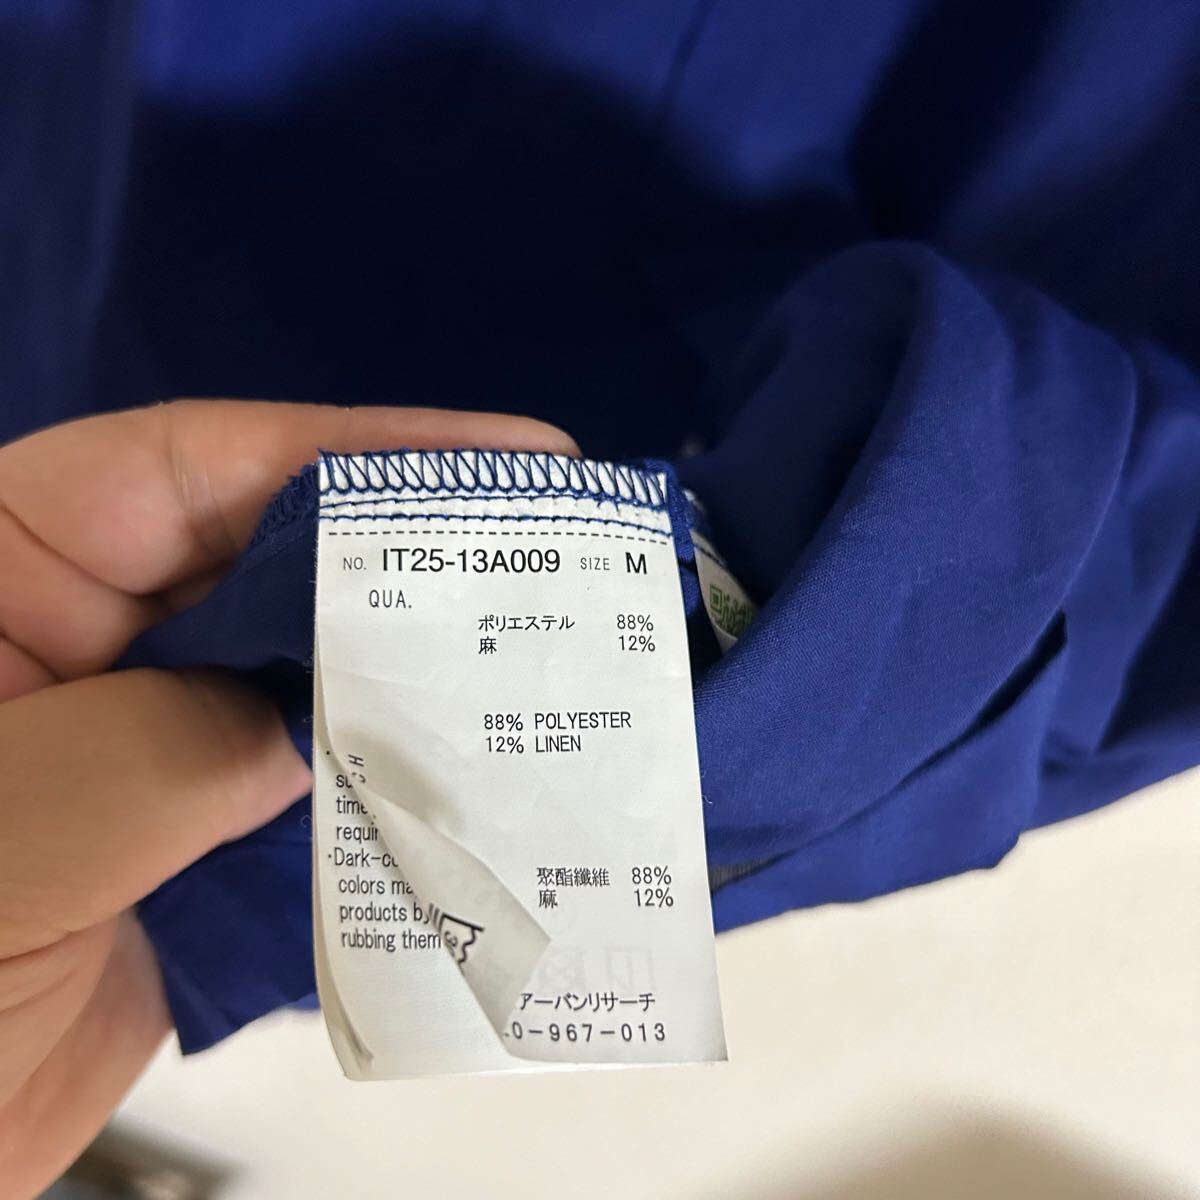 NO. IT25-13A009 SIZE M
QUA.
ポリエステル 88%
麻 12%
88% POLYESTER
12% LINEN
聚酯纖維 88%
麻 12%
·Dark-
colors
products
rubbing them
アーバンリサーチ
0-967-013